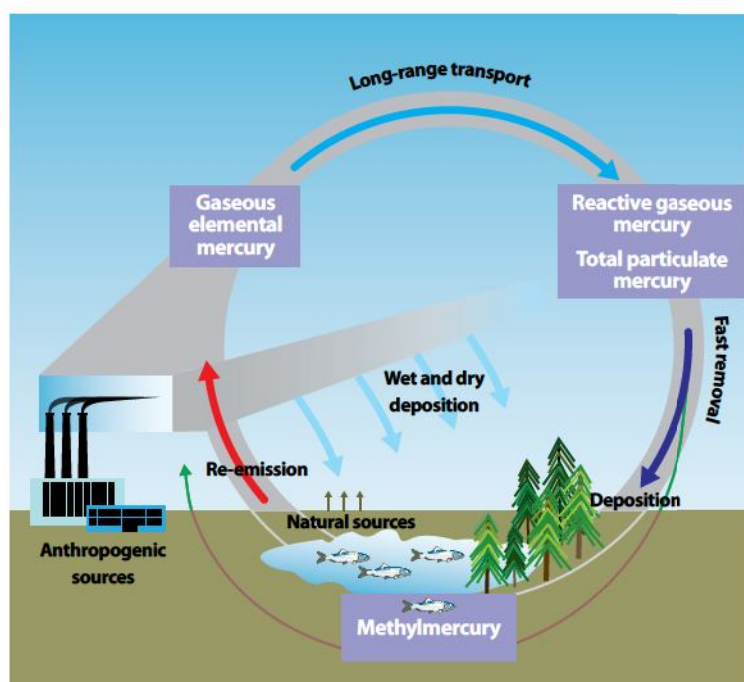 Long-range transport
Gaseous
elemental
mercury
Reactive gaseous
mercury
Total particulate
mercury
Fast removal
Wet and dry
deposition
Re-emission
Deposition
Natural sources
Anthropogenic
sources
Methylmercury